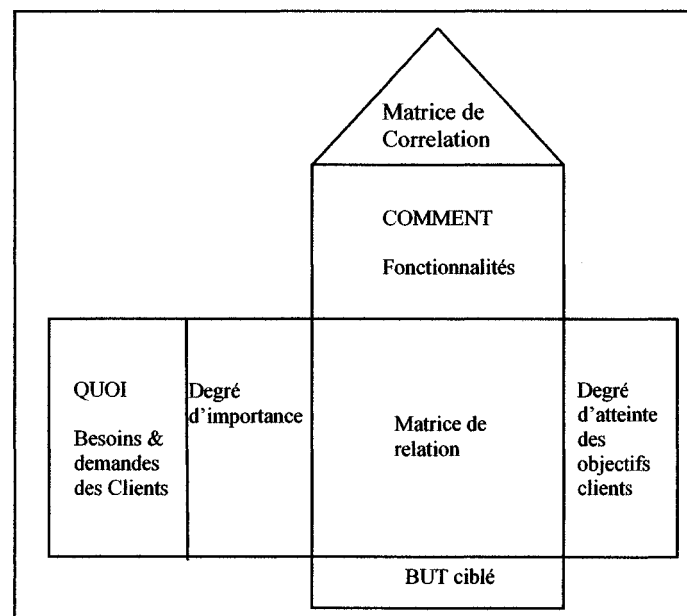 Matrice de
Correlation
COMMENT
Fonctionnalités
QUOI
Besoins &
demandes
des Clients
Degré
d'importance
Matrice de
relation
Degré
d'atteinte
des
objectifs
clients
BUT ciblé